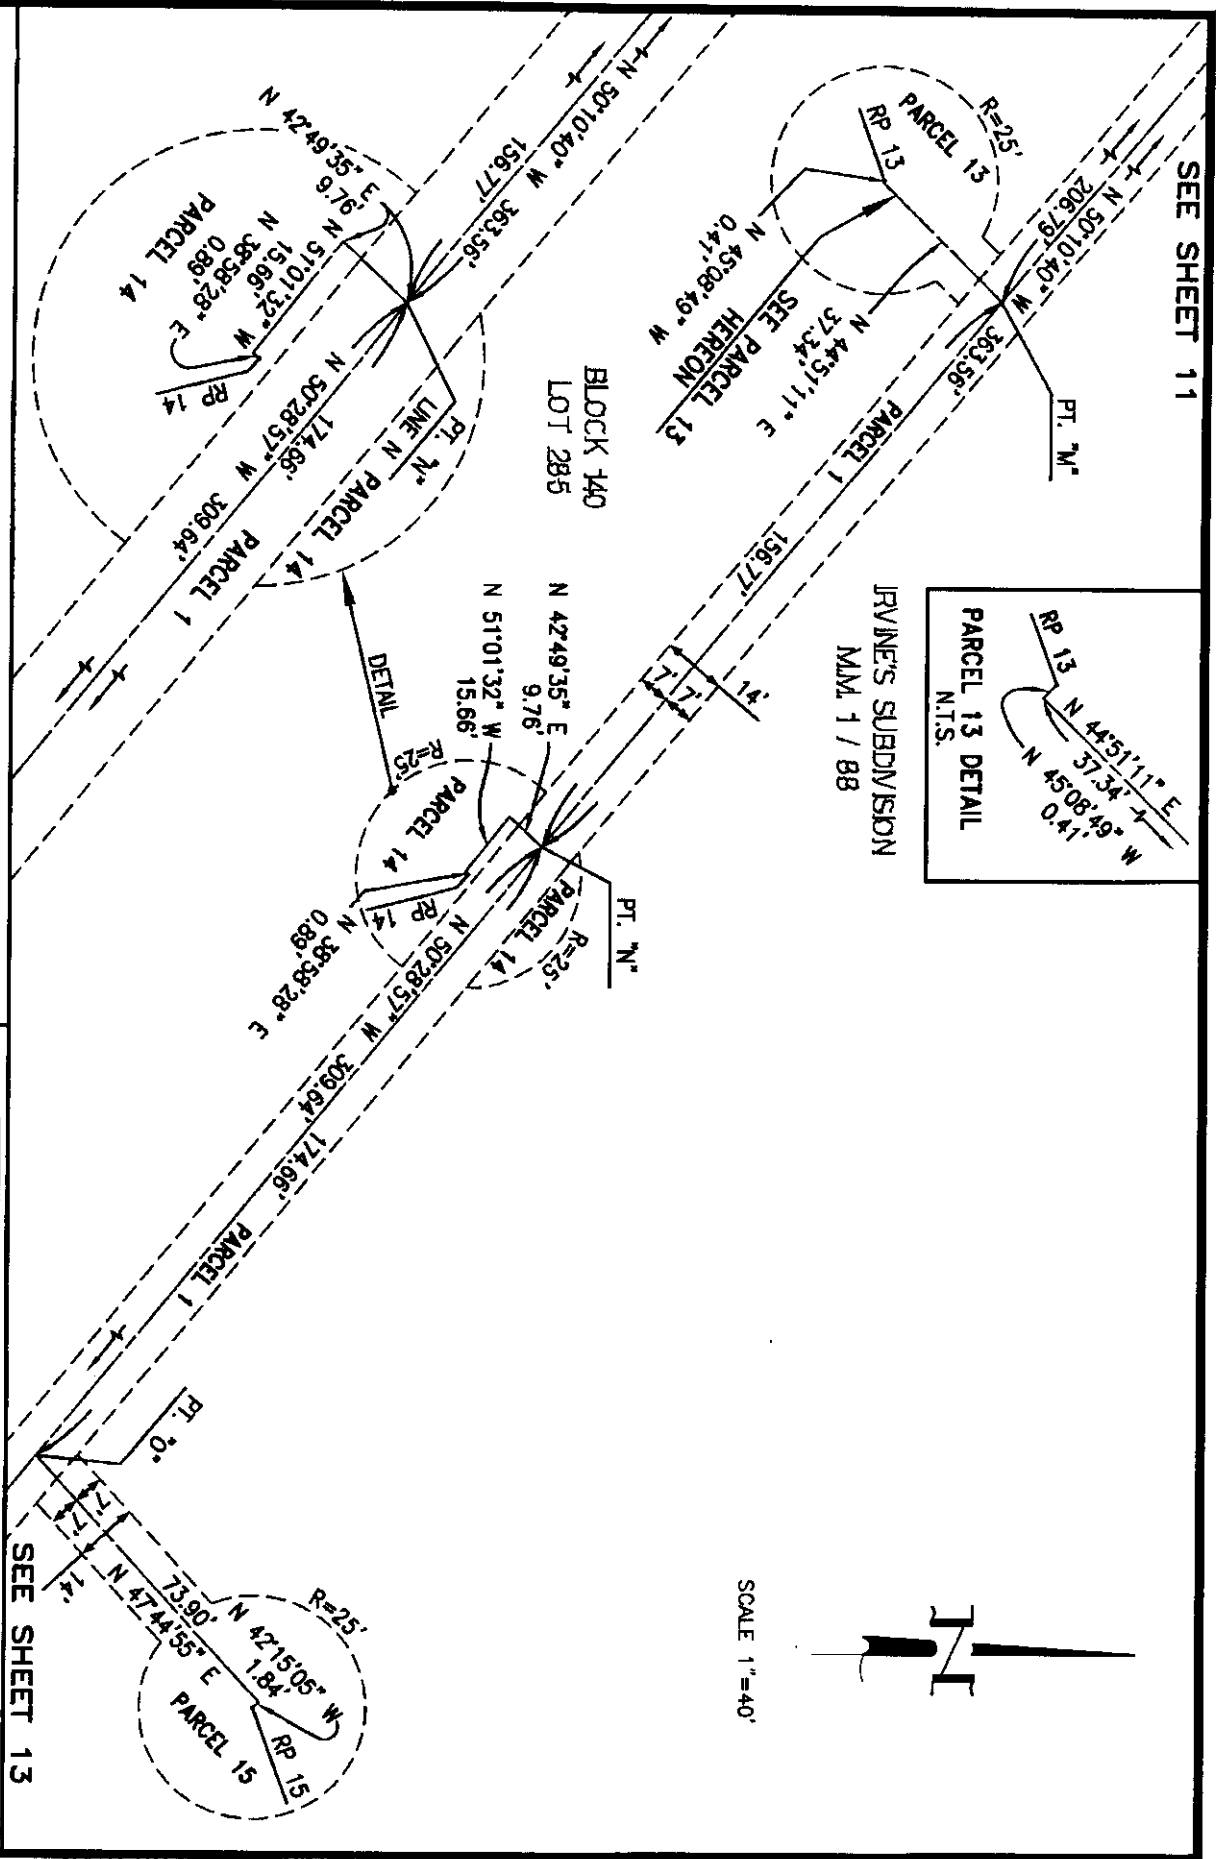 SEE SHEET 11
R=25'
PARCEL 13
RP 13
206.79'
N 50°10'40" W
363.56'
PT. "M"
N 45°08'49" W
0.41'
SEE PARCEL 13
HEREON
N 44°51'11" E
37.34'
PARCEL 1
156.77'
RP 13
N 44°51'11" E
37.34'
N 45°08'49" W
0.41'
PARCEL 13 DETAIL
N.T.S.
IRVINE'S SUBDIVISION
M.M. 1 / 88
BLOCK 140
LOT 285
14'
7'
7'
N 42°49'35" E
9.76'
N 51°01'32" W
15.66'
R=25'
PARCEL 14
RP 14
N 38°58'28" E
0.89'
PT. "N"
PARCEL 14
R=25'
N 50°28'57" W
309.64'
174.66'
PARCEL 1
PT. "O"
7'
7'
14'
73.90'
N 47°44'55" E
R=25'
N 42°15'05" W
1.84'
RP 15
PARCEL 15
SCALE 1"=40'
N
SEE SHEET 13
DETAIL
N 50°10'40" W
363.56'
156.77'
N 42°49'35" E
9.76'
N 51°01'32" W
15.66'
N 38°58'28" E
0.89'
PARCEL 14
RP 14
PT. "N"
LINE N
PARCEL 14
N 50°28'57" W
309.64'
174.66'
PARCEL 1